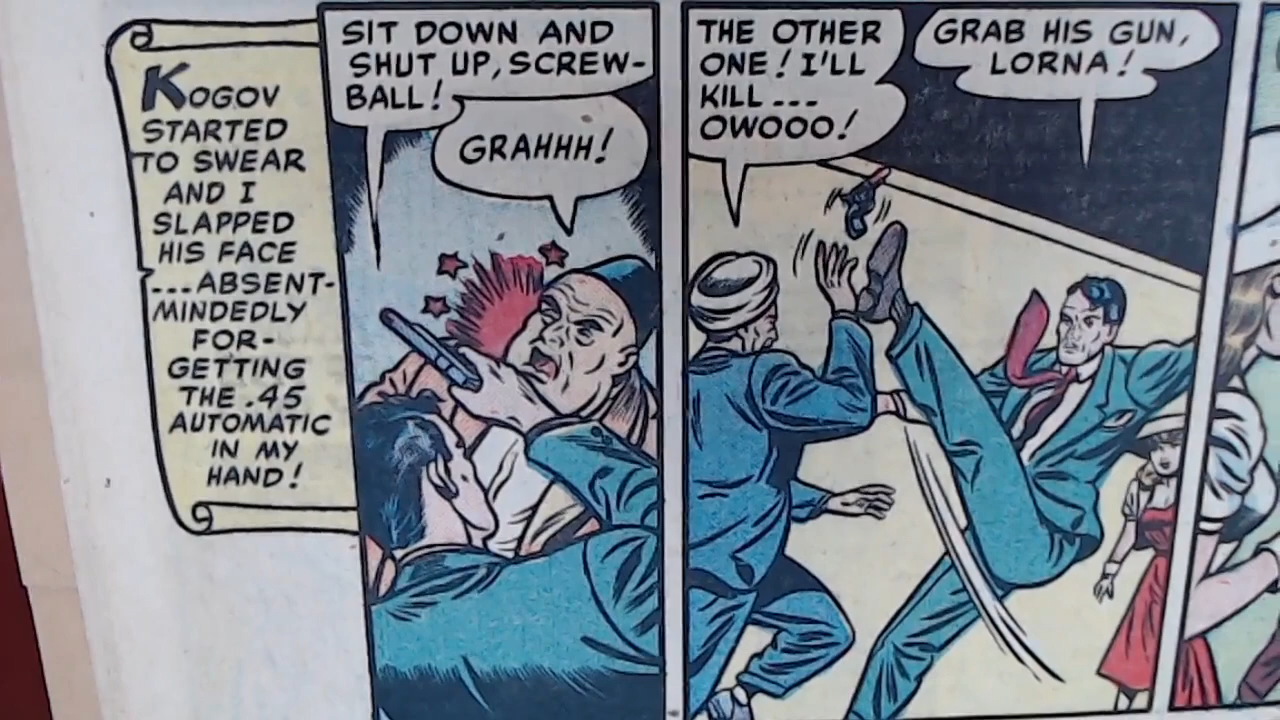 KOGOV
STARTED
TO SWEAR
AND I
SLAPPED
HIS FACE
...ABSENT-
MINDEDLY
FOR-
GETTING
THE .45
AUTOMATIC
IN MY
HAND!
SIT DOWN AND
SHUT UP, SCREW-
BALL!
GRAHHH!
THE OTHER
ONE! I'LL
KILL ---
OWOOO!
GRAB HIS GUN,
LORNA!